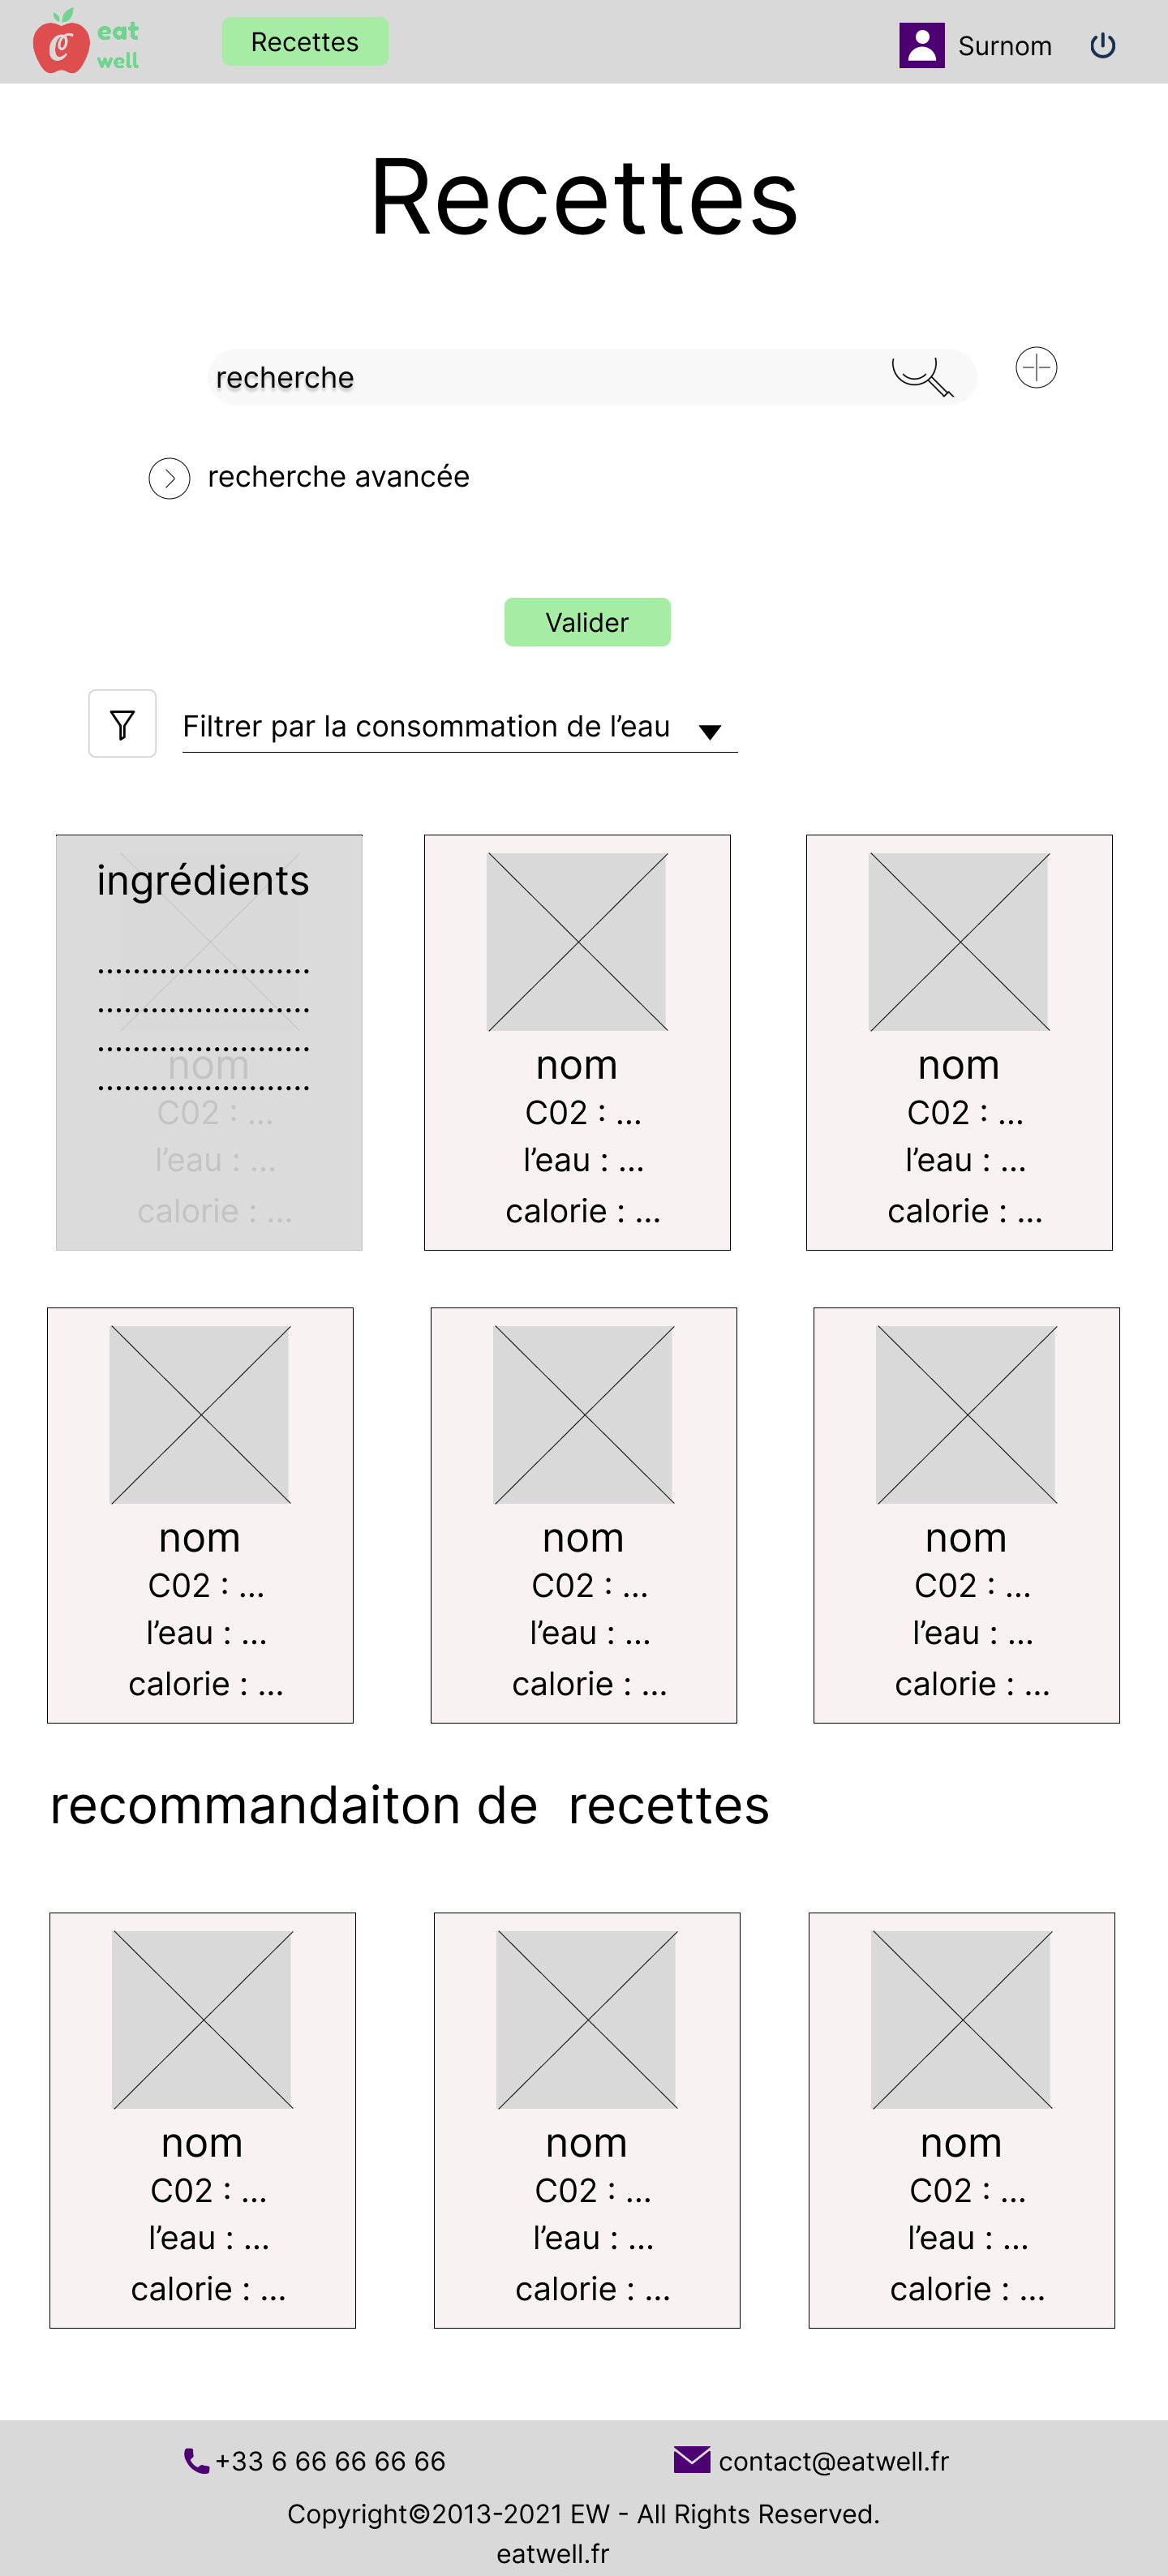 eat
well
Recettes
Surnom
Recettes
recherche
recherche avancée
Valider
Filtrer par la consommation de l’eau
ingrédients
........................
........................
........................
........................
nom
C02 : ...
l’eau : ...
calorie : ...
nom
C02 : ...
l’eau : ...
calorie : ...
nom
C02 : ...
l’eau : ...
calorie : ...
nom
C02 : ...
l’eau : ...
calorie : ...
nom
C02 : ...
l’eau : ...
calorie : ...
nom
C02 : ...
l’eau : ...
calorie : ...
recommandaiton de  recettes
nom
C02 : ...
l’eau : ...
calorie : ...
nom
C02 : ...
l’eau : ...
calorie : ...
nom
C02 : ...
l’eau : ...
calorie : ...
+33 6 66 66 66 66
contact@eatwell.fr
Copyright©2013-2021 EW - All Rights Reserved.
eatwell.fr